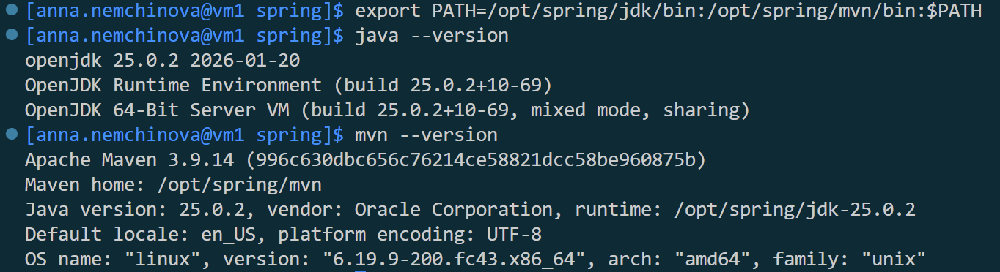 [anna.nemchinova@vm1 spring]$ export PATH=/opt/spring/jdk/bin:/opt/spring/mvn/bin:$PATH
[anna.nemchinova@vm1 spring]$ java --version
openjdk 25.0.2 2026-01-20
OpenJDK Runtime Environment (build 25.0.2+10-69)
OpenJDK 64-Bit Server VM (build 25.0.2+10-69, mixed mode, sharing)
[anna.nemchinova@vm1 spring]$ mvn --version
Apache Maven 3.9.14 (996c630dbc656c76214ce58821dcc58be960875b)
Maven home: /opt/spring/mvn
Java version: 25.0.2, vendor: Oracle Corporation, runtime: /opt/spring/jdk-25.0.2
Default locale: en_US, platform encoding: UTF-8
OS name: "linux", version: "6.19.9-200.fc43.x86_64", arch: "amd64", family: "unix"